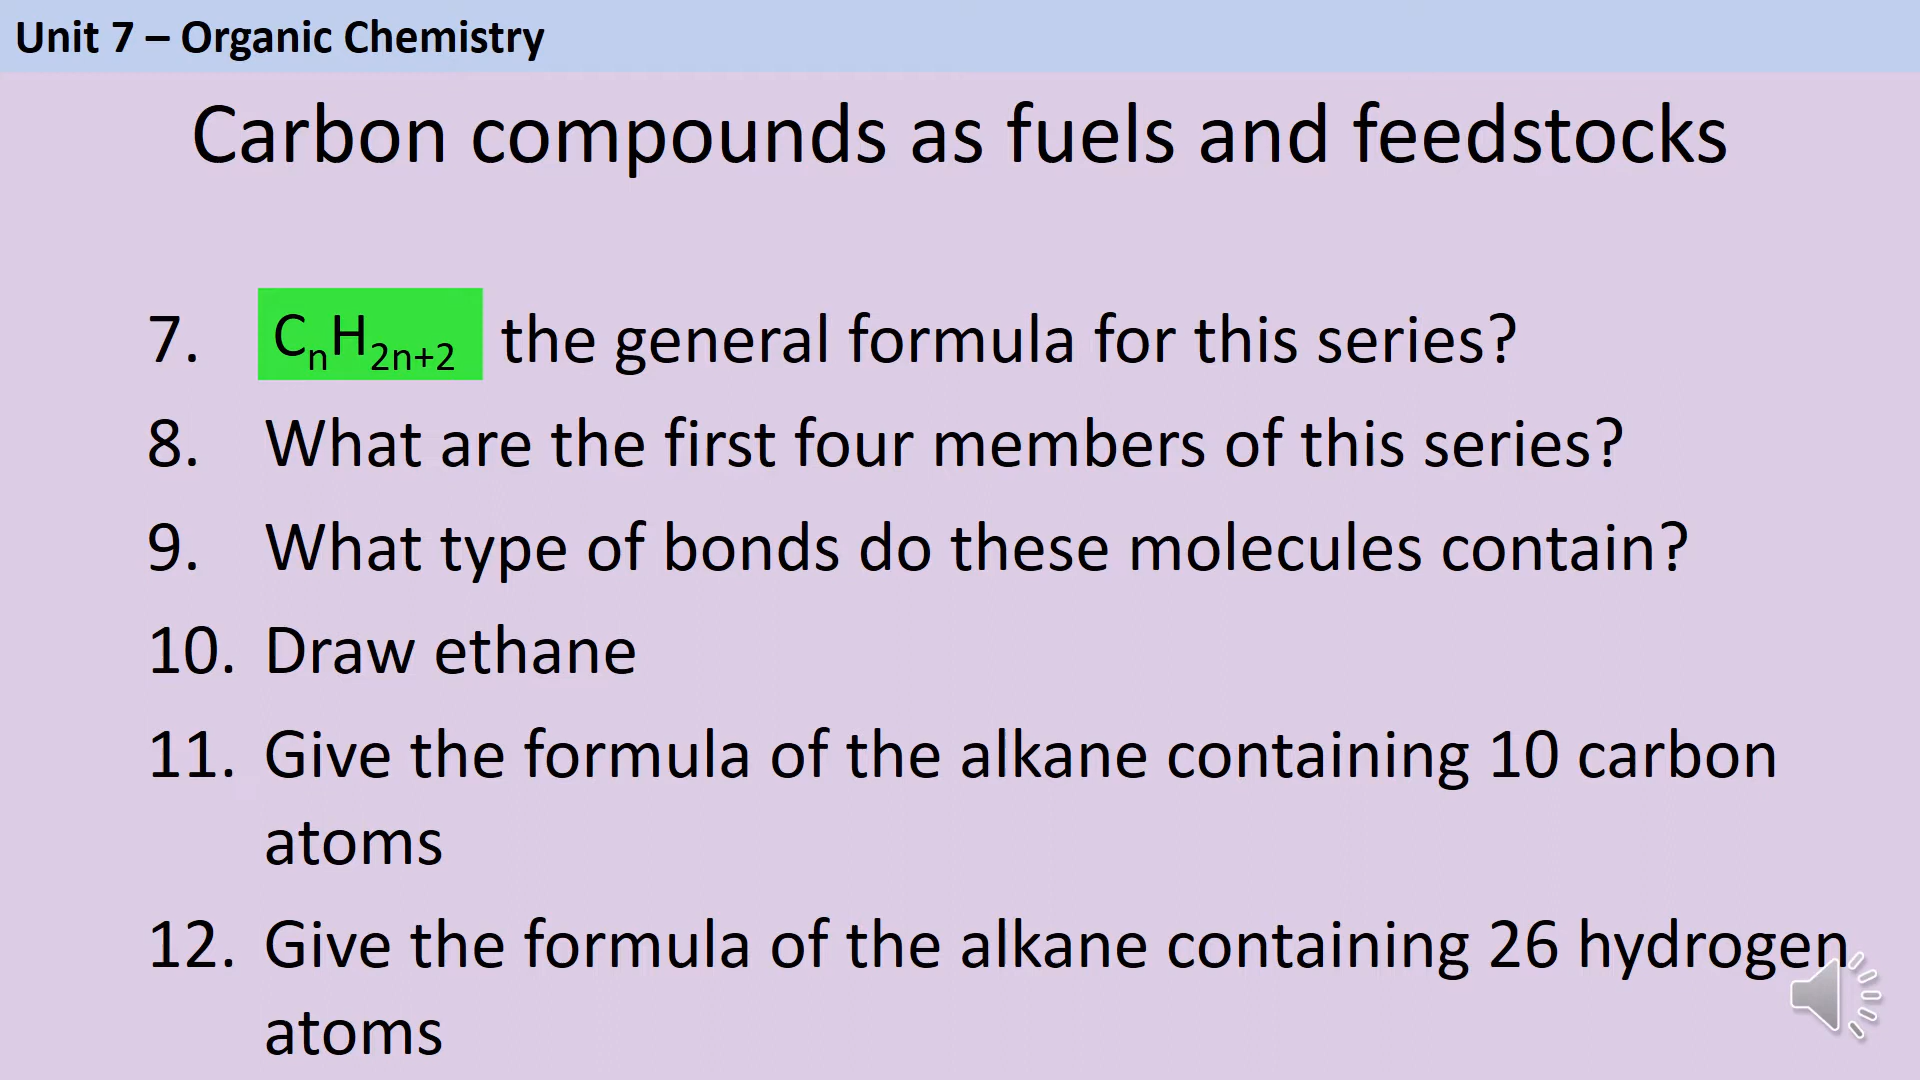 Unit 7 – Organic Chemistry
Carbon compounds as fuels and feedstocks
7. CₙH₂ₙ₊₂ the general formula for this series?
8. What are the first four members of this series?
9. What type of bonds do these molecules contain?
10. Draw ethane
11. Give the formula of the alkane containing 10 carbon
atoms
12. Give the formula of the alkane containing 26 hydrogen
atoms